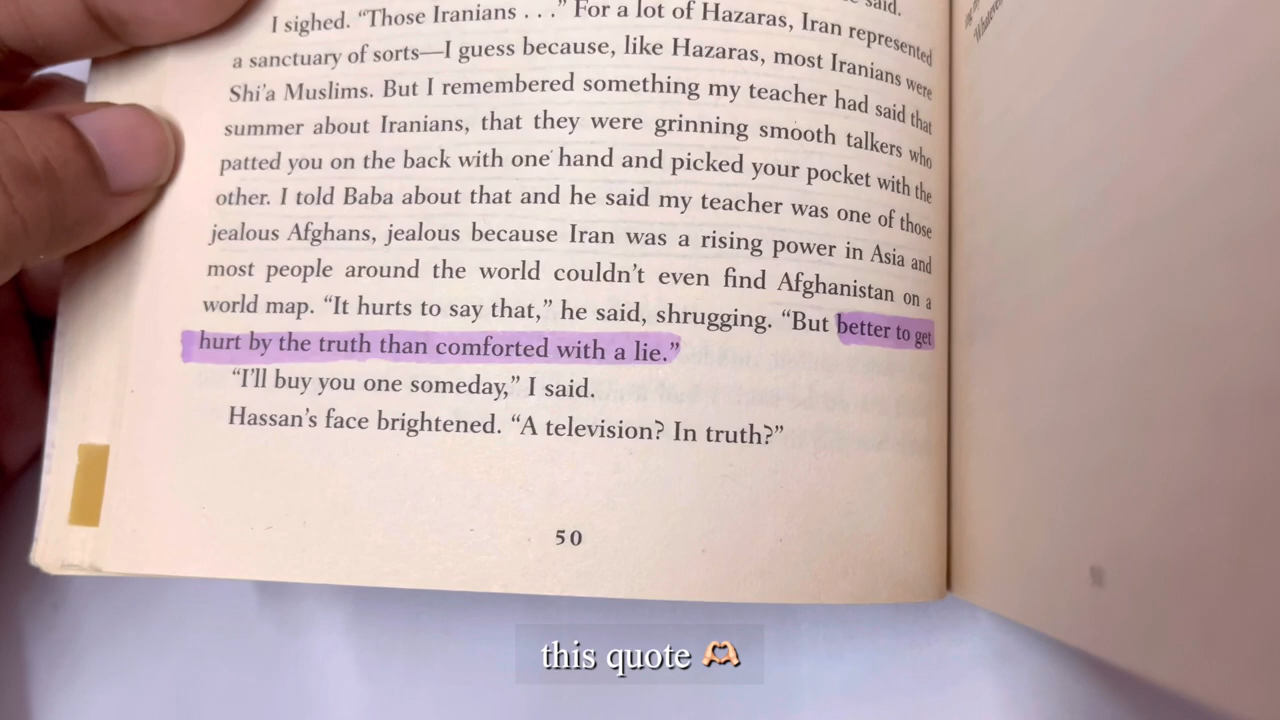 said.
I sighed. “Those Iranians . . .” For a lot of Hazaras, Iran represented
a sanctuary of sorts—I guess because, like Hazaras, most Iranians were
Shi’a Muslims. But I remembered something my teacher had said that
summer about Iranians, that they were grinning smooth talkers who
patted you on the back with one hand and picked your pocket with the
other. I told Baba about that and he said my teacher was one of those
jealous Afghans, jealous because Iran was a rising power in Asia and
most people around the world couldn’t even find Afghanistan on a
world map. “It hurts to say that,” he said, shrugging. “But better to get
hurt by the truth than comforted with a lie.”
“I’ll buy you one someday,” I said.
Hassan’s face brightened. “A television? In truth?”
50
this quote 🫶🏻